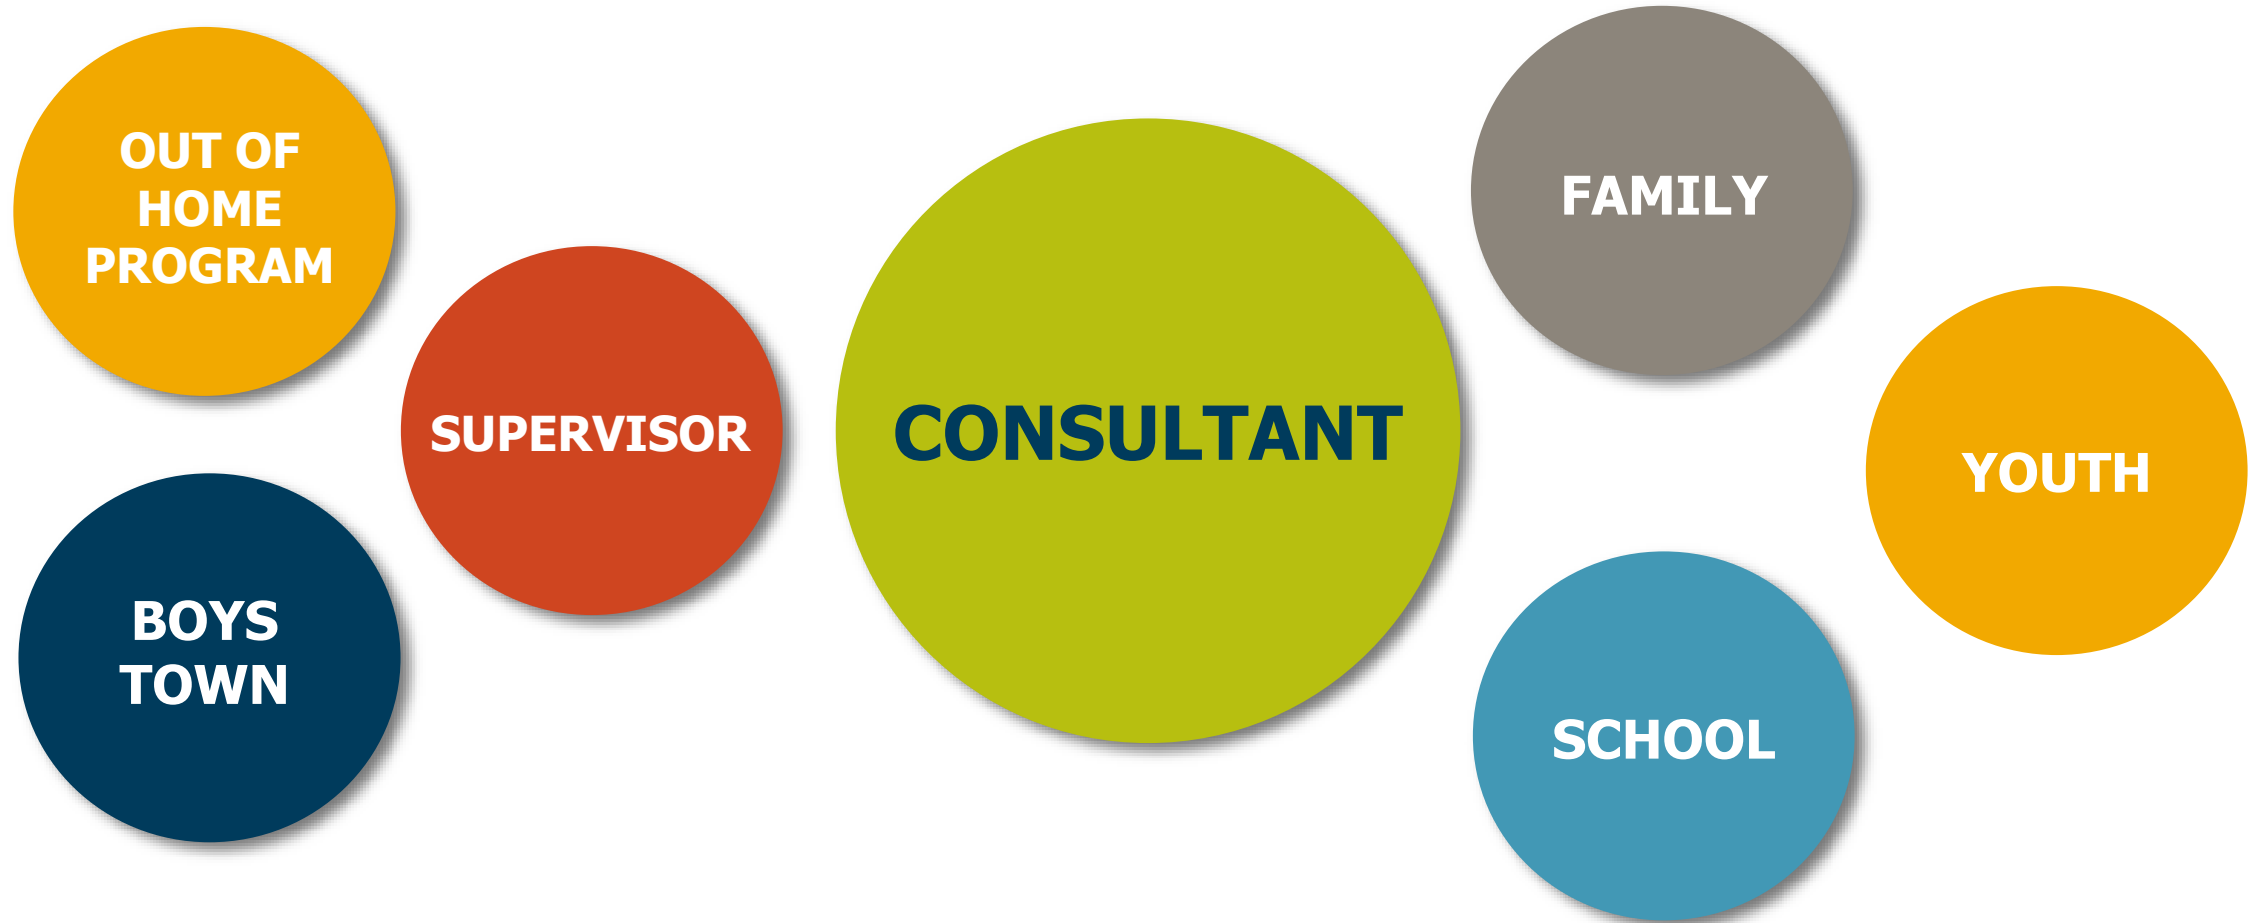 OUT OF
HOME
PROGRAM
SUPERVISOR
BOYS
TOWN
CONSULTANT
FAMILY
YOUTH
SCHOOL